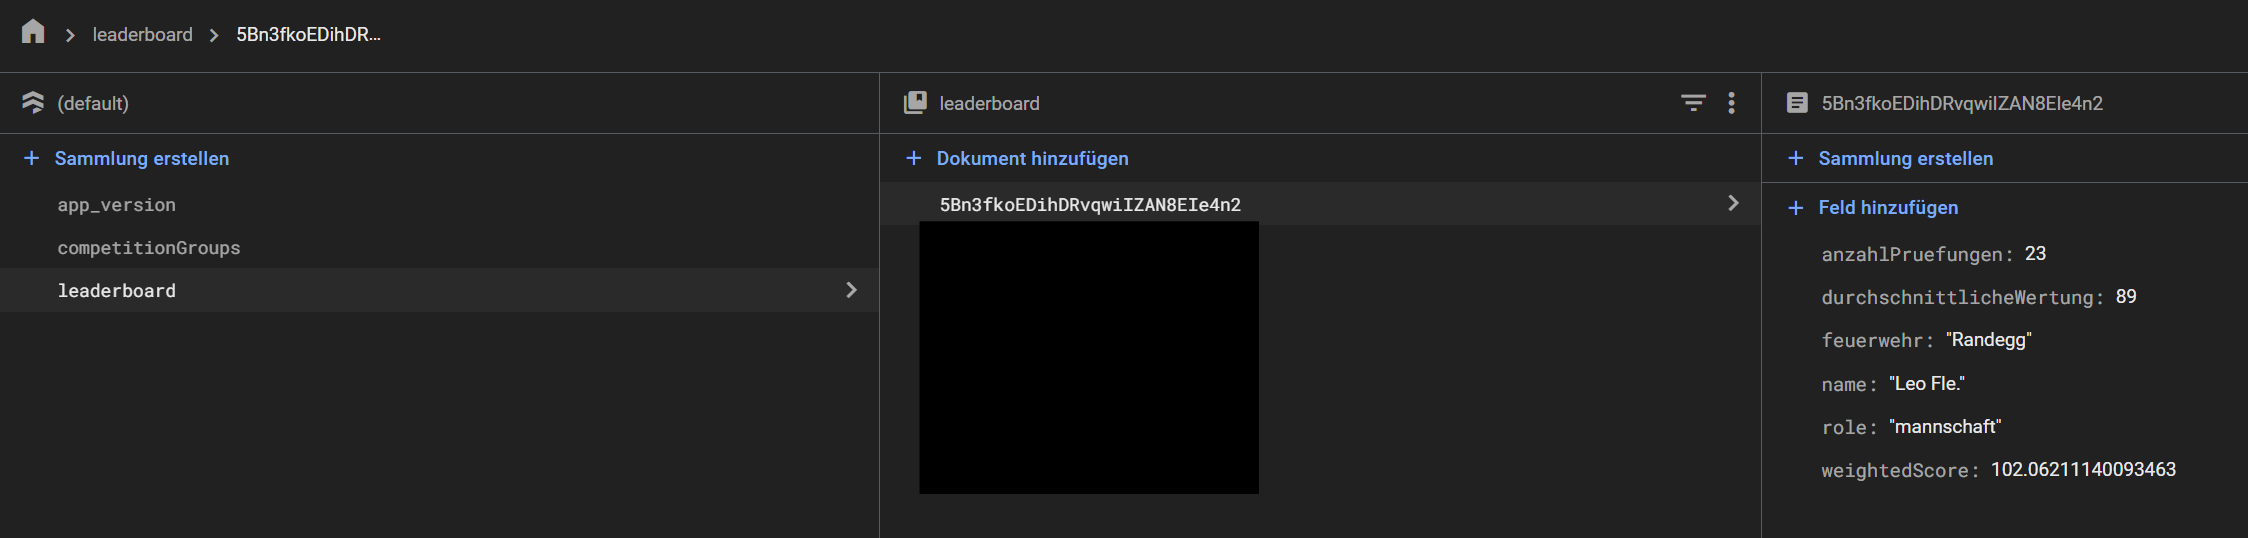 leaderboard
5Bn3fkoEDihDR...
(default)
Sammlung erstellen
app_version
competitionGroups
leaderboard
leaderboard
Dokument hinzufügen
5Bn3fkoEDihDRvqwiIZAN8EIe4n2
5Bn3fkoEDihDRvqwiIZAN8EIe4n2
Sammlung erstellen
Feld hinzufügen
anzahlPruefungen: 23
durchschnittlicheWertung: 89
feuerwehr: "Randegg"
name: "Leo Fle."
role: "mannschaft"
weightedScore: 102.06211140093463